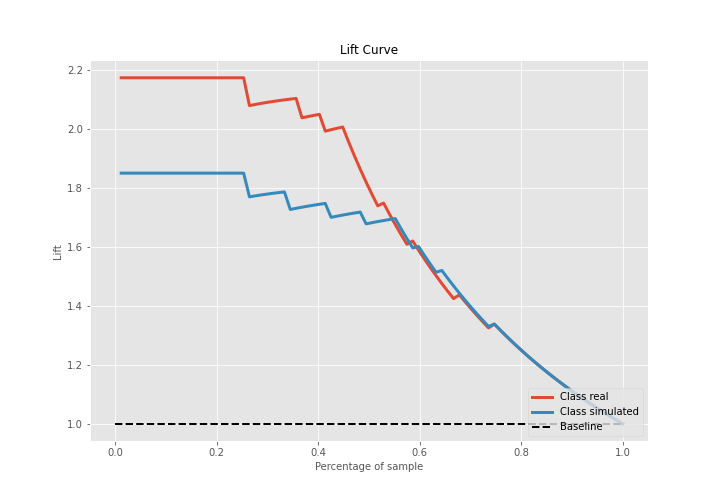 Lift Curve
2.2
2.0
1.8
1.6
1.4
1.2
1.0
Lift
0.0 0.2 0.4 0.6 0.8 1.0
Percentage of sample
Class real
Class simulated
Baseline